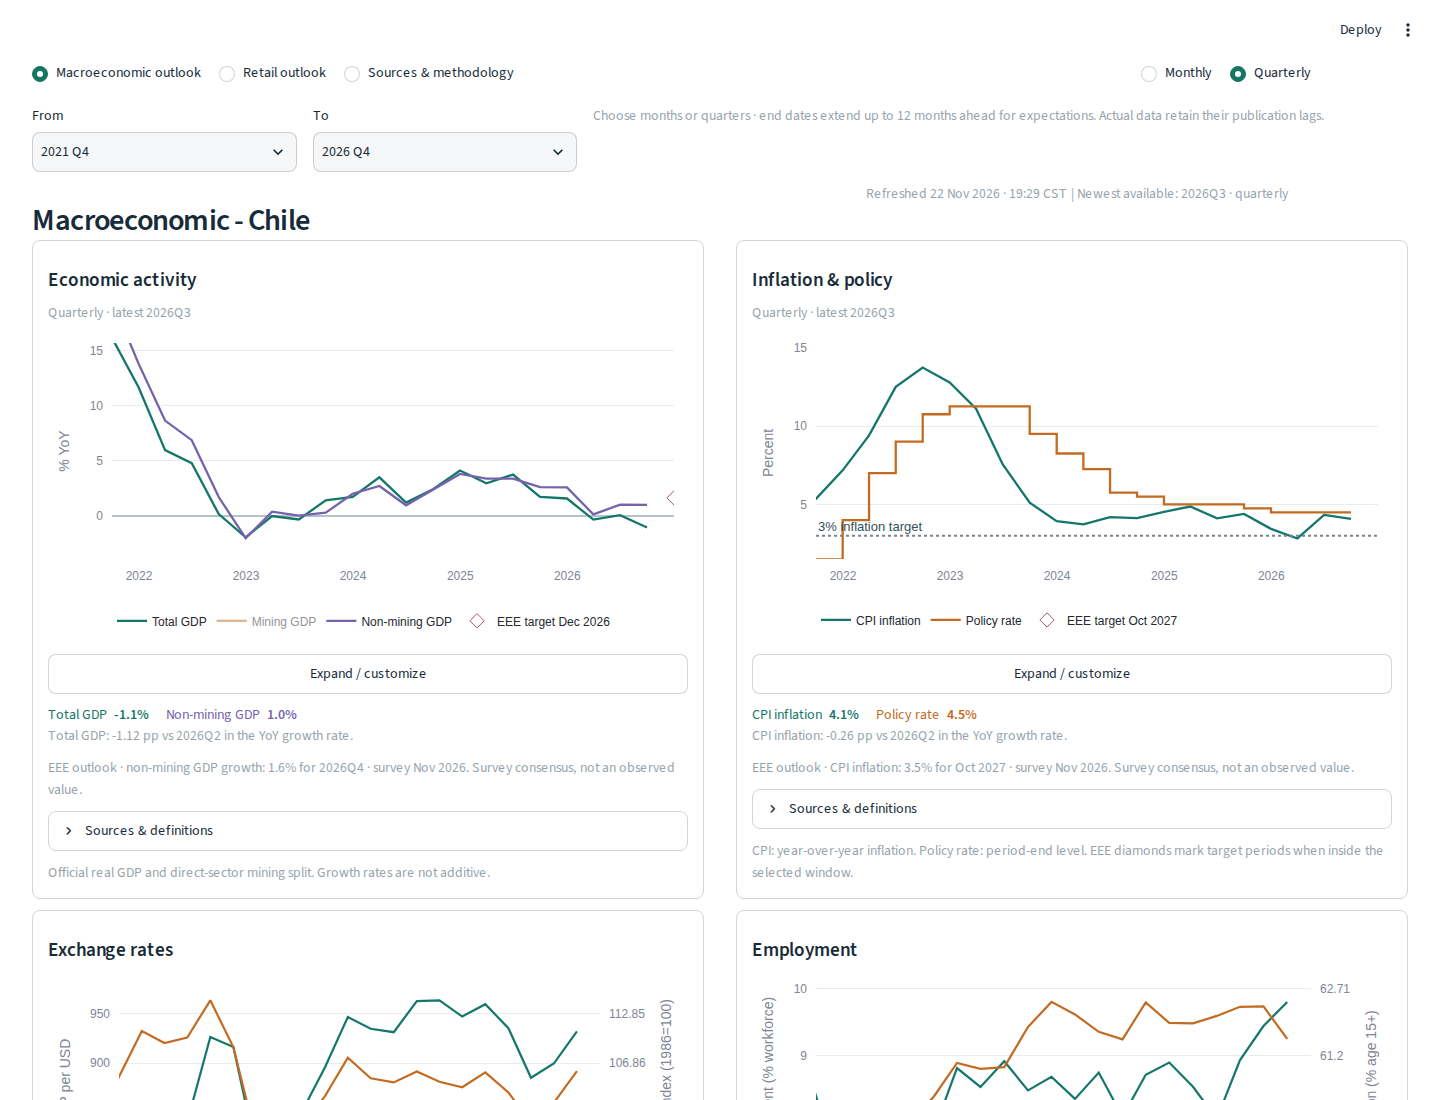 Deploy
Macroeconomic outlook
Retail outlook
Sources & methodology
Monthly
Quarterly
From
To
Choose months or quarters · end dates extend up to 12 months ahead for expectations. Actual data retain their publication lags.
2021 Q4
2026 Q4
Refreshed 22 Nov 2026 · 19:29 CST | Newest available: 2026Q3 · quarterly
Macroeconomic - Chile
Economic activity
Quarterly · latest 2026Q3
15
10
5
0
% YoY
2022 2023 2024 2025 2026
Total GDP
Mining GDP
Non-mining GDP
EEE target Dec 2026
Expand / customize
Total GDP -1.1% Non-mining GDP 1.0%
Total GDP: -1.12 pp vs 2026Q2 in the YoY growth rate.
EEE outlook · non-mining GDP growth: 1.6% for 2026Q4 · survey Nov 2026. Survey consensus, not an observed
value.
Sources & definitions
Official real GDP and direct-sector mining split. Growth rates are not additive.
Inflation & policy
Quarterly · latest 2026Q3
15
10
5
Percent
3% inflation target
2022 2023 2024 2025 2026
CPI inflation
Policy rate
EEE target Oct 2027
Expand / customize
CPI inflation 4.1% Policy rate 4.5%
CPI inflation: -0.26 pp vs 2026Q2 in the YoY growth rate.
EEE outlook · CPI inflation: 3.5% for Oct 2027 · survey Nov 2026. Survey consensus, not an observed value.
Sources & definitions
CPI: year-over-year inflation. Policy rate: period-end level. EEE diamonds mark target periods when inside the
selected window.
Exchange rates
950
900
per USD
112.85
106.86
(1986=100)
Employment
10
9
(% workforce)
62.71
61.2
(% age 15+)